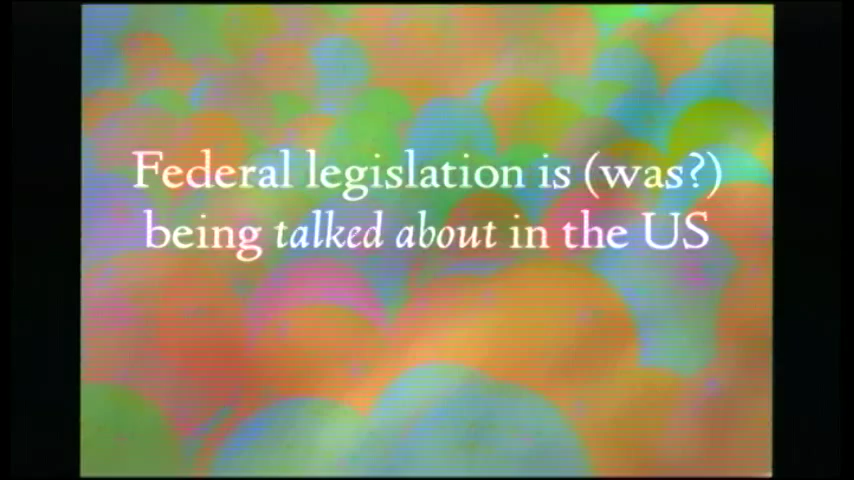 Federal legislation is (was?)
being talked about in the US